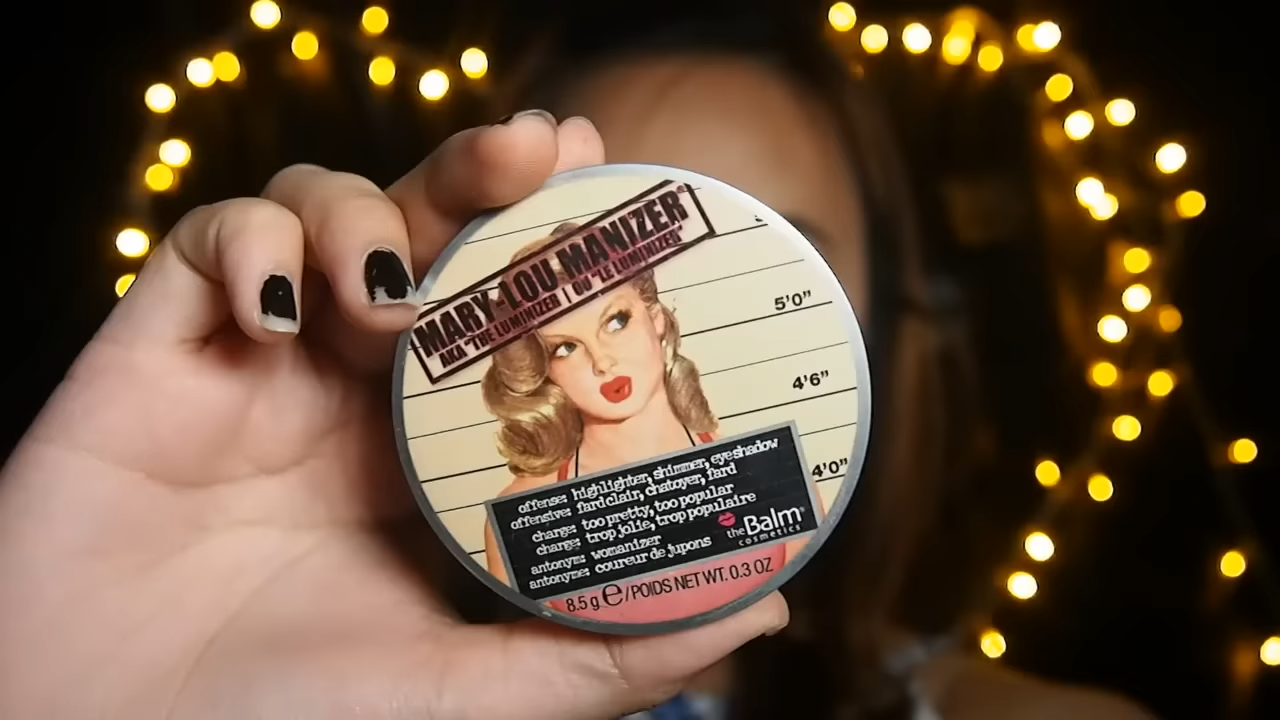 MARY-LOU MANIZER®
AKA "THE LUMINIZER | OU "LE LUMINIZER"
5'0"
4'6"
4'0"
offense: highlighter, shimmer, eyeshadow
offensive: fard clair, chatoyer, fard
charge: too pretty, too popular
charge: trop jolie, trop populaire
antonym: womanizer
antonyme: coureur de jupons
theBalm®
cosmetics
8.5 g e/POIDS NET WT. 0.3 OZ